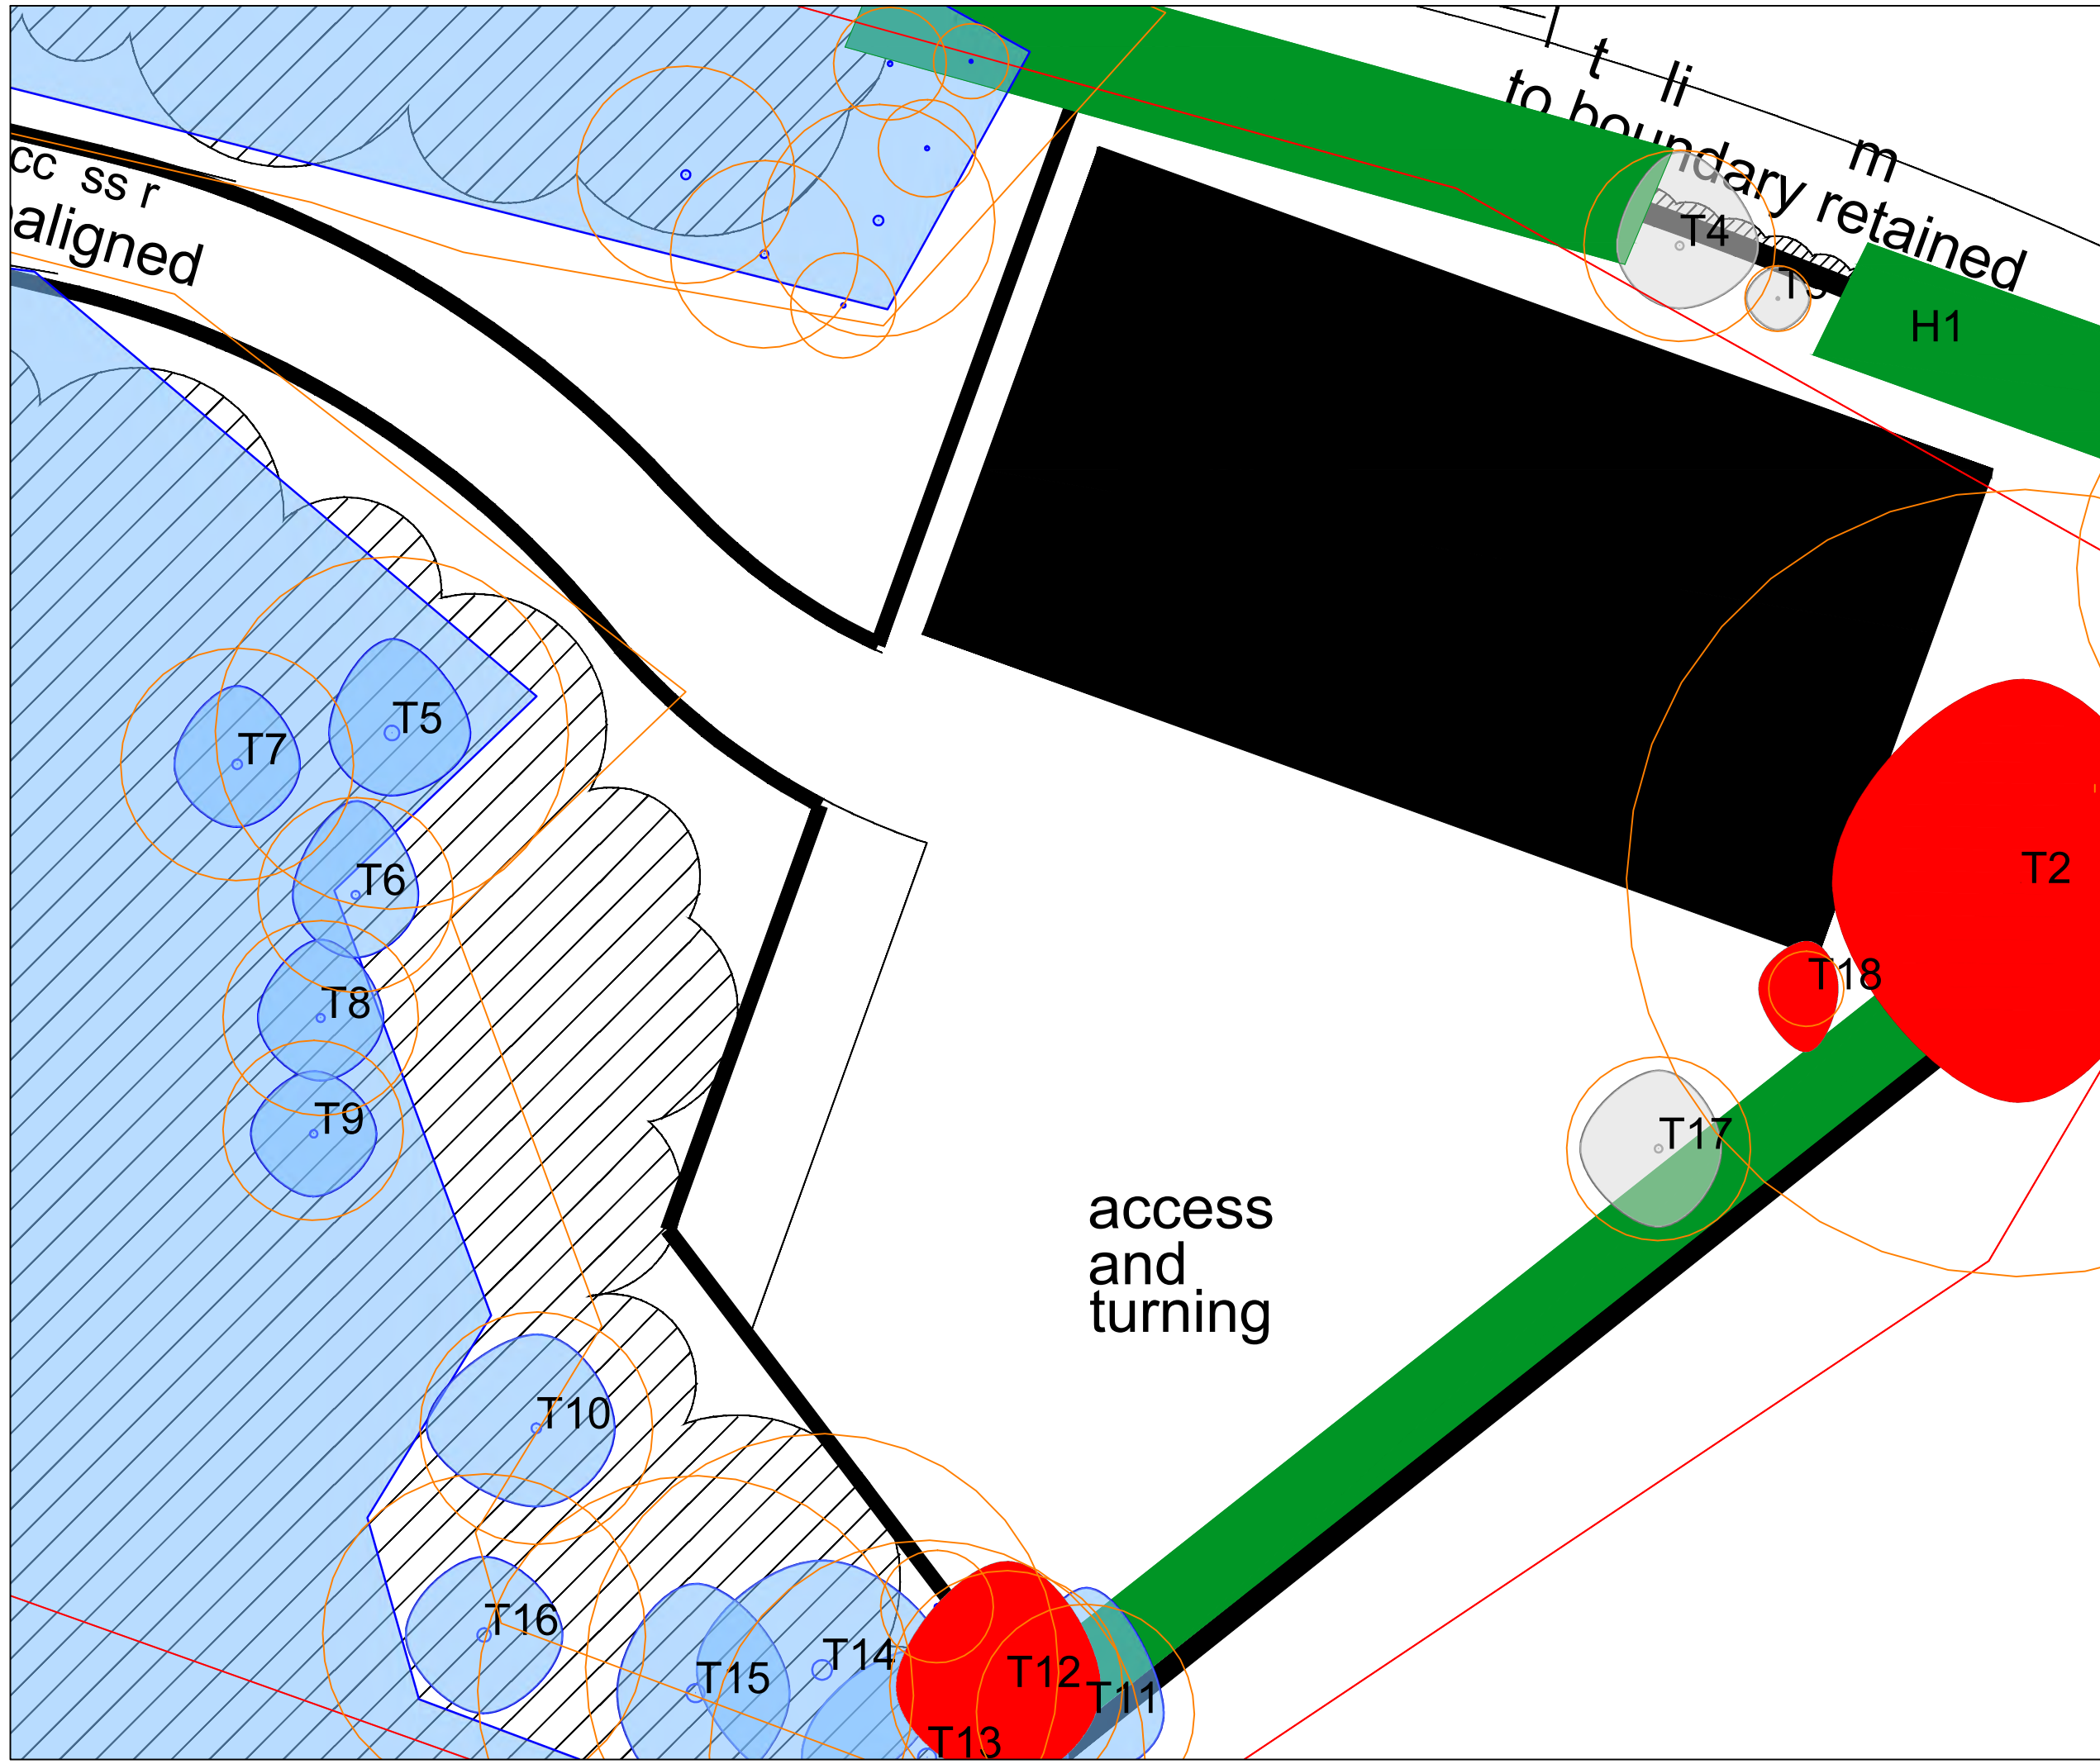 to boundary retained
aligned
T4
H1
T5
T7
T6
T2
T8
T18
T9
T17
access
and
turning
T10
T16
T14
T15
T12
T11
T13